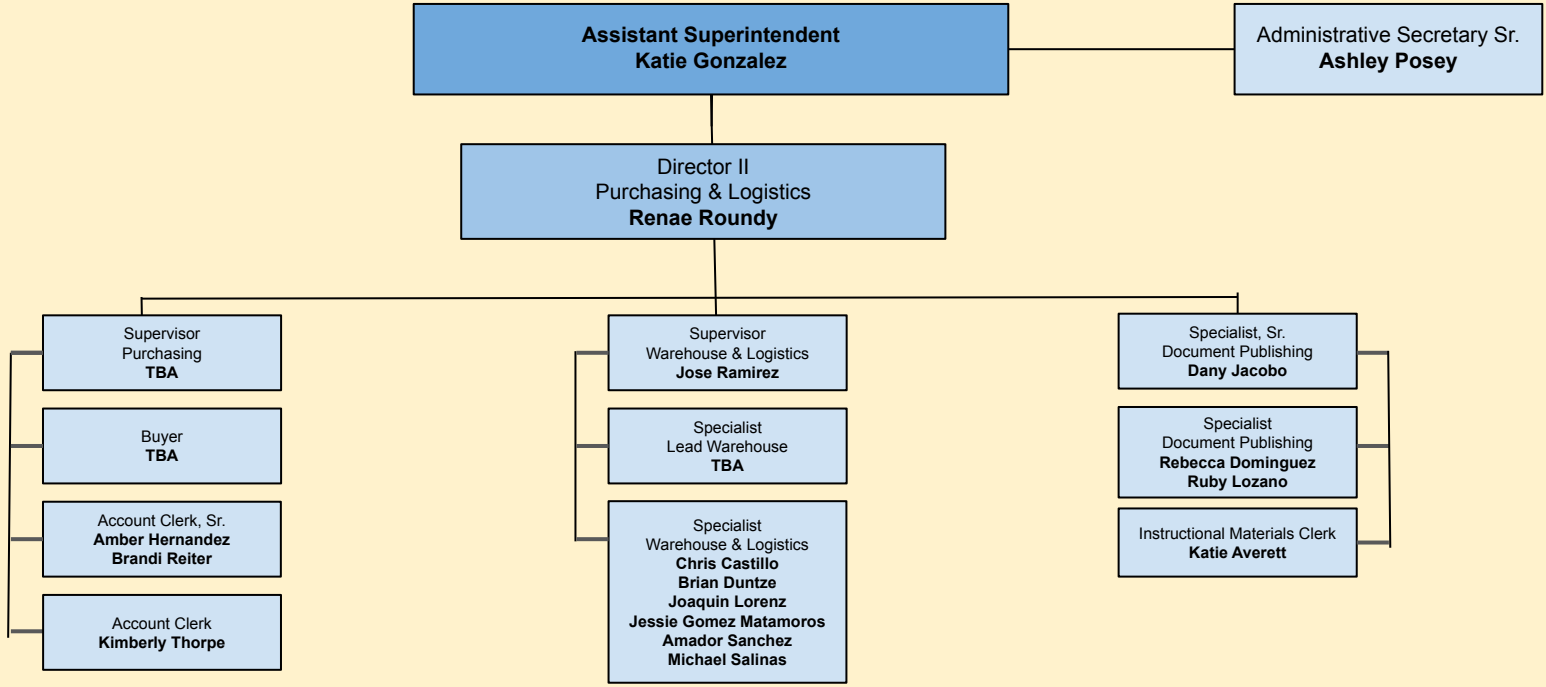 Assistant Superintendent
Katie Gonzalez
Administrative Secretary Sr.
Ashley Posey
Director II
Purchasing & Logistics
Renae Roundy
Supervisor
Purchasing
TBA
Buyer
TBA
Account Clerk, Sr.
Amber Hernandez
Brandi Reiter
Account Clerk
Kimberly Thorpe
Supervisor
Warehouse & Logistics
Jose Ramirez
Specialist
Lead Warehouse
TBA
Specialist
Warehouse & Logistics
Chris Castillo
Brian Duntze
Joaquin Lorenz
Jessie Gomez Matamoros
Amador Sanchez
Michael Salinas
Specialist, Sr.
Document Publishing
Dany Jacobo
Specialist
Document Publishing
Rebecca Dominguez
Ruby Lozano
Instructional Materials Clerk
Katie Averett